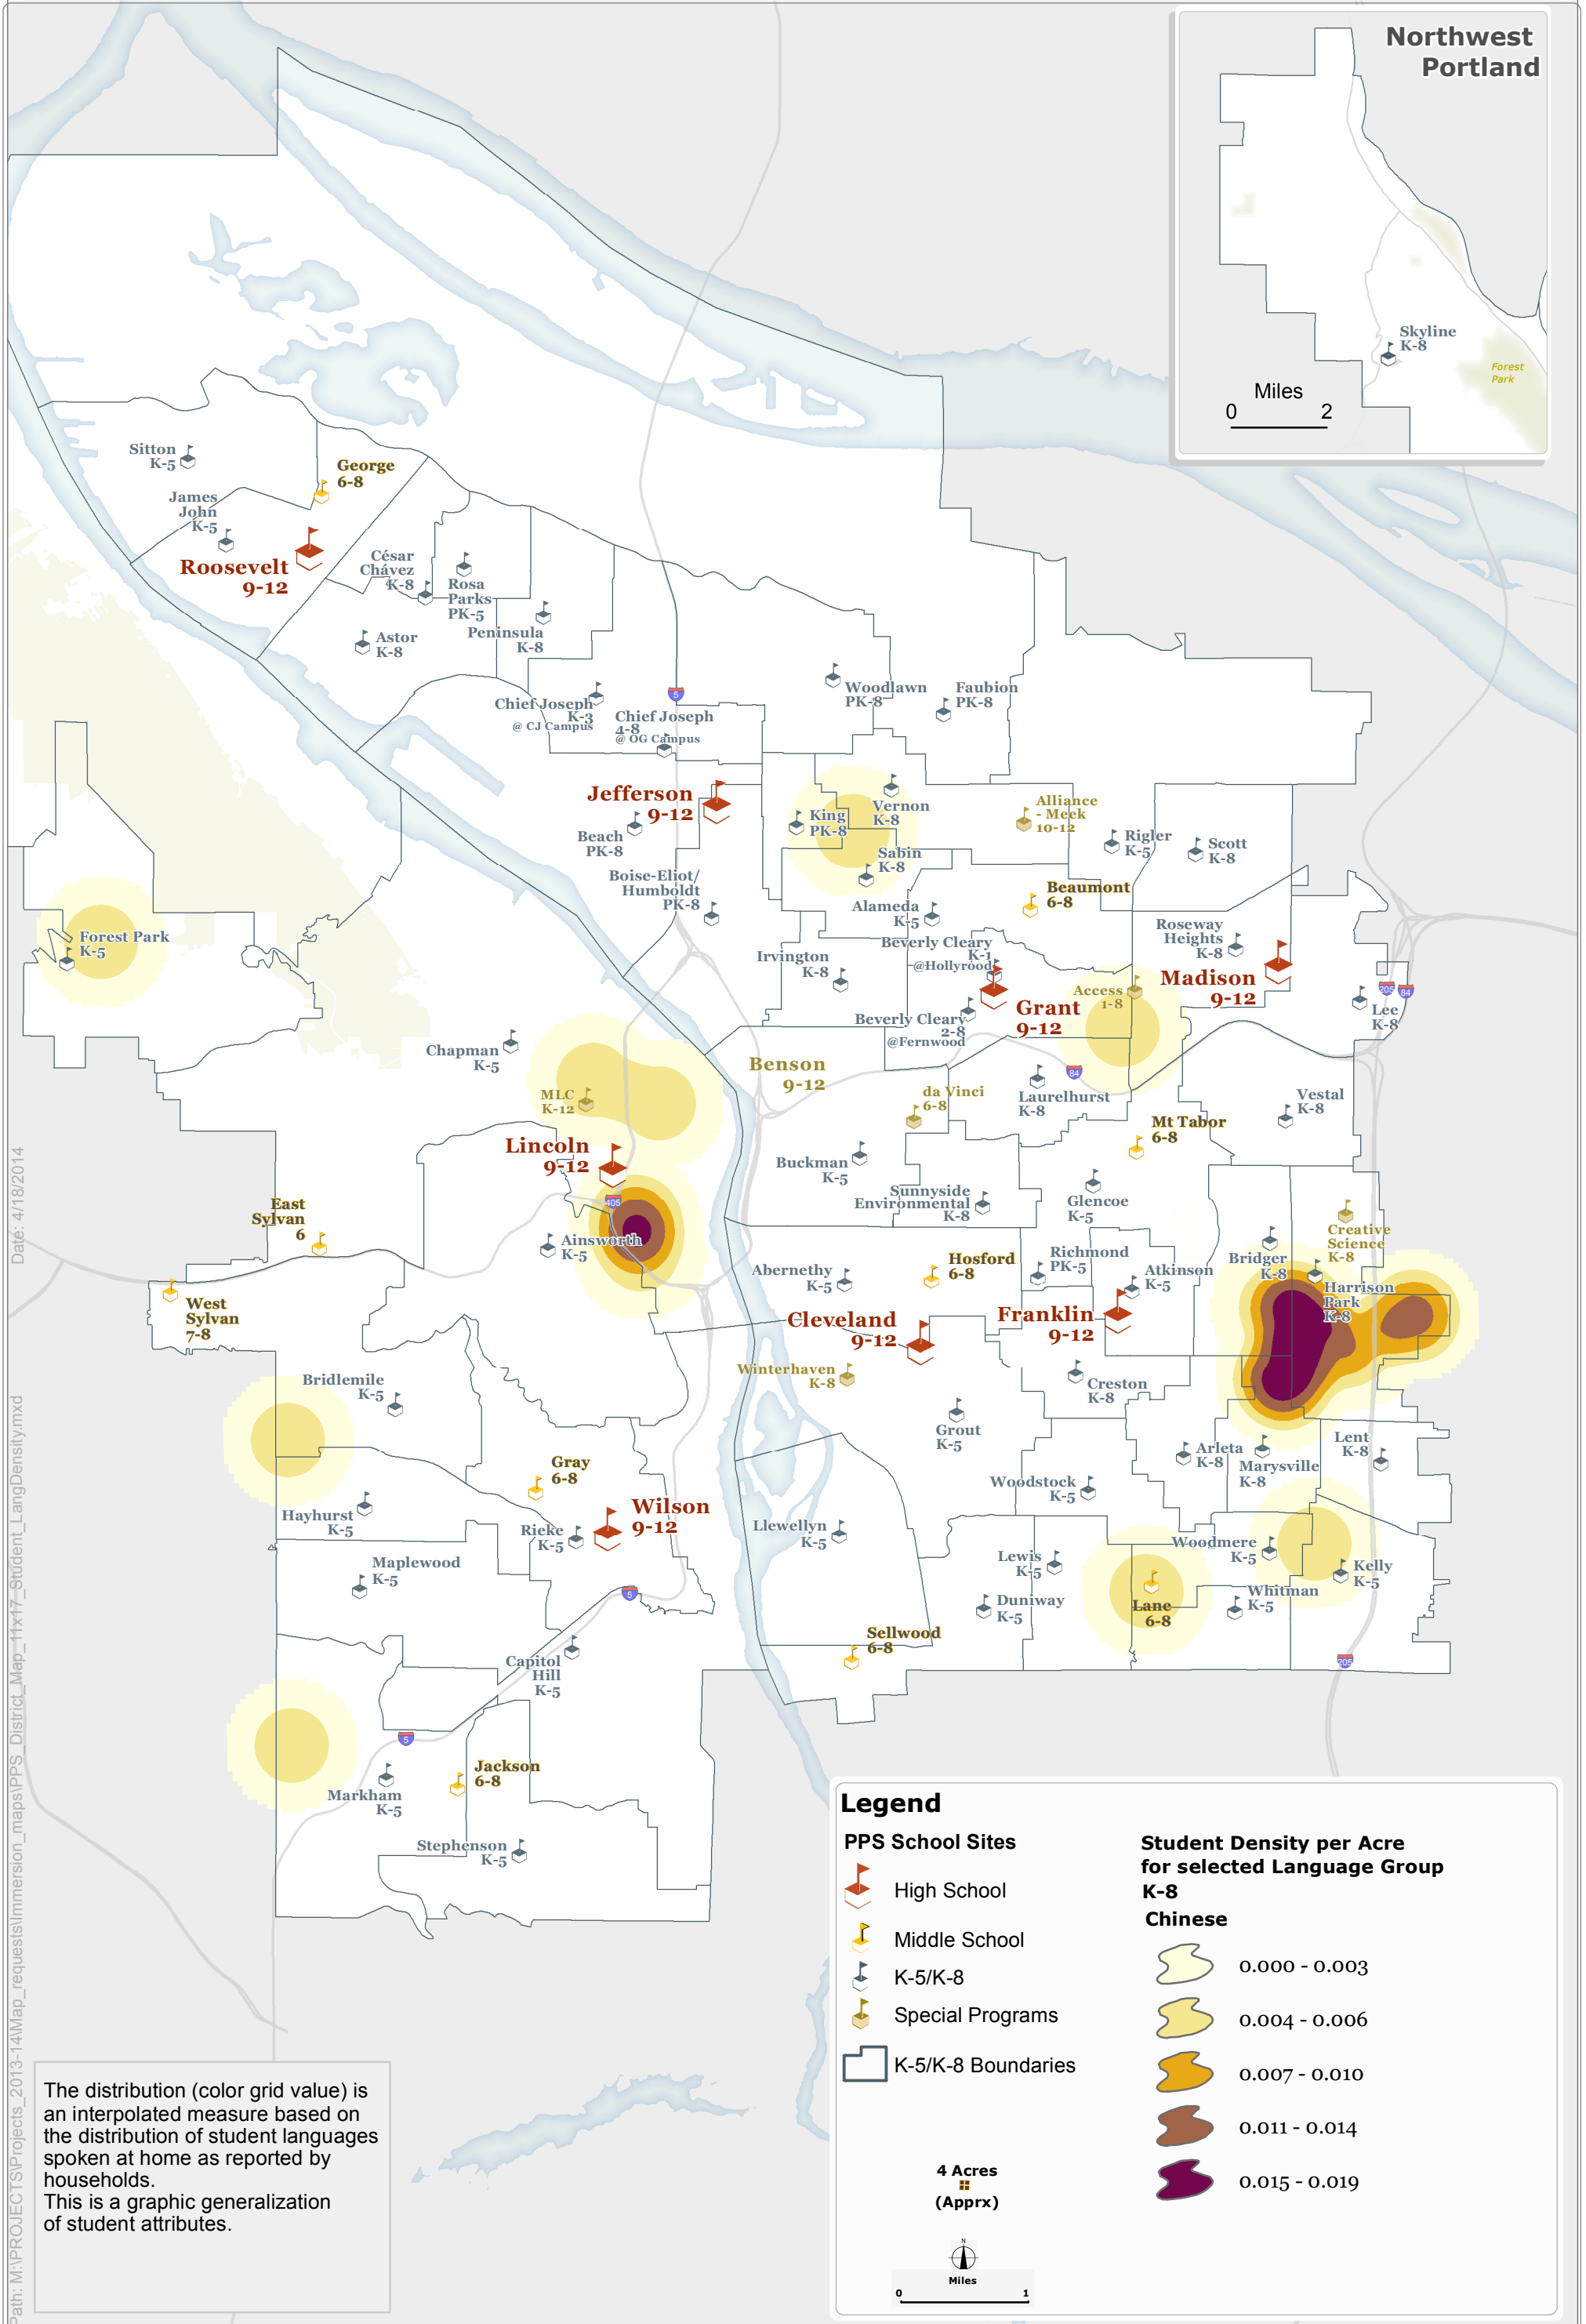 Northwest
Portland
Skyline
K-8
Forest
Park
Miles
0 2
Sitton
K-5
George
6-8
James
John
K-5
Roosevelt
9-12
César
Chávez
K-8
Rosa
Parks
PK-5
Peninsula
K-8
Astor
K-8
Chief Joseph
K-3
@ CJ Campus
Chief Joseph
4-8
@ OG Campus
5
Woodlawn
PK-8
Faubion
PK-8
Jefferson
9-12
Beach
PK-8
King
PK-8
Vernon
K-8
Sabin
K-8
Alliance
- Meek
10-12
Rigler
K-5
Scott
K-8
Boise-Eliot/
Humboldt
PK-8
Alameda
K-5
Beaumont
6-8
Beverly Cleary
K-1
@Hollyrood
Roseway
Heights
K-8
Madison
9-12
Irvington
K-8
Grant
9-12
Access
1-8
Beverly Cleary
2-8
@Fernwood
205
84
Lee
K-8
Forest Park
K-5
Chapman
K-5
MLC
K-12
Benson
9-12
da Vinci
6-8
84
Laurelhurst
K-8
Vestal
K-8
Mt Tabor
6-8
Lincoln
9-12
Buckman
K-5
Sunnyside
Environmental
K-8
Glencoe
K-5
405
East
Sylvan
6
Ainsworth
K-5
Creative
Science
K-8
Bridger
K-8
Harrison
Park
K-8
West
Sylvan
7-8
Abernethy
K-5
Hosford
6-8
Richmond
PK-5
Atkinson
K-5
Cleveland
9-12
Franklin
9-12
Winterhaven
K-8
Creston
K-8
Bridlemile
K-5
Grout
K-5
Arleta
K-8
Marysville
K-8
Lent
K-8
Gray
6-8
Woodstock
K-5
Hayhurst
K-5
Wilson
9-12
Rieke
K-5
Llewellyn
K-5
Lewis
K-5
Woodmere
K-5
Kelly
K-5
Maplewood
K-5
5
Duniway
K-5
Lane
6-8
Whitman
K-5
Sellwood
6-8
205
Capitol
Hill
K-5
5
Markham
K-5
Jackson
6-8
Stephenson
K-5
Date: 4/18/2014
Path: M:\PROJECTS\Projects_2013-14\Map_requests\Immersion_maps\PPS_District_Map_11x17_Student_LangDensity.mxd
The distribution (color grid value) is
an interpolated measure based on
the distribution of student languages
spoken at home as reported by
households.
This is a graphic generalization
of student attributes.
Legend
PPS School Sites
High School
Middle School
K-5/K-8
Special Programs
K-5/K-8 Boundaries
Student Density per Acre
for selected Language Group
K-8
Chinese
0.000 - 0.003
0.004 - 0.006
0.007 - 0.010
0.011 - 0.014
0.015 - 0.019
4 Acres
(Apprx)
N
Miles
0 1